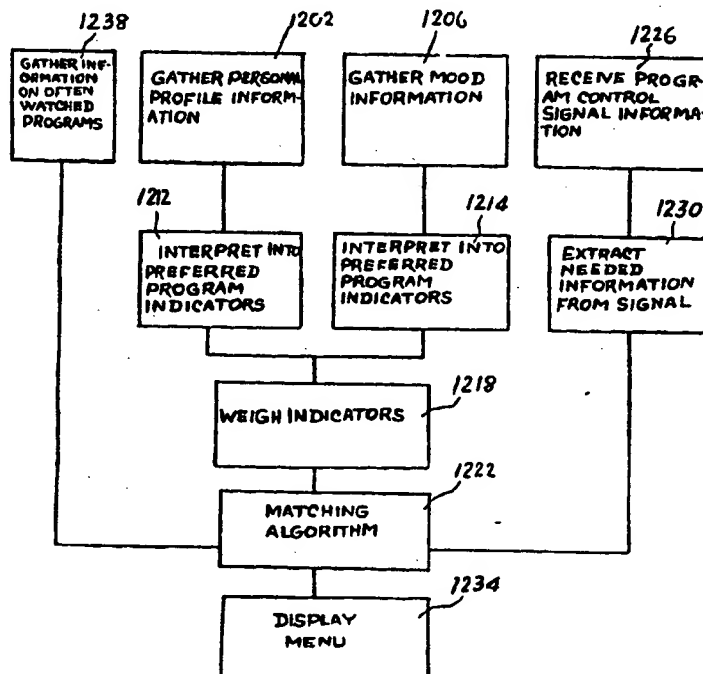 1238
1202
1206
1226
GATHER INF-
ORMATION
ON OFTEN
WATCHED
PROGRAMS
GATHER PERSONAL
PROFILE INFOR-
MATION
GATHER MOOD
INFORMATION
RECEIVE PROGR-
AM CONTROL
SIGNAL INFORMA-
TION
1212
1214
1230
INTERPRET INTO
PREFERRED
PROGRAM
INDICATORS
INTERPRET INTO
PREFERRED
PROGRAM
INDICATORS
EXTRACT
NEEDED
INFORMATION
FROM SIGNAL
1218
WEIGH INDICATORS
1222
MATCHING
ALGORITHM
1234
DISPLAY
MENU